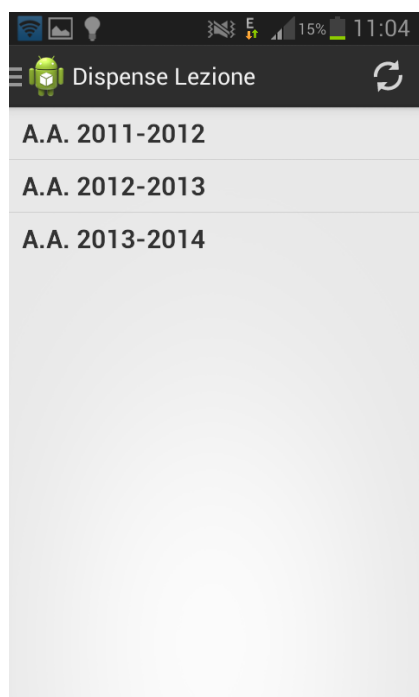 E 15% 11:04
Dispense Lezione
A.A. 2011-2012
A.A. 2012-2013
A.A. 2013-2014